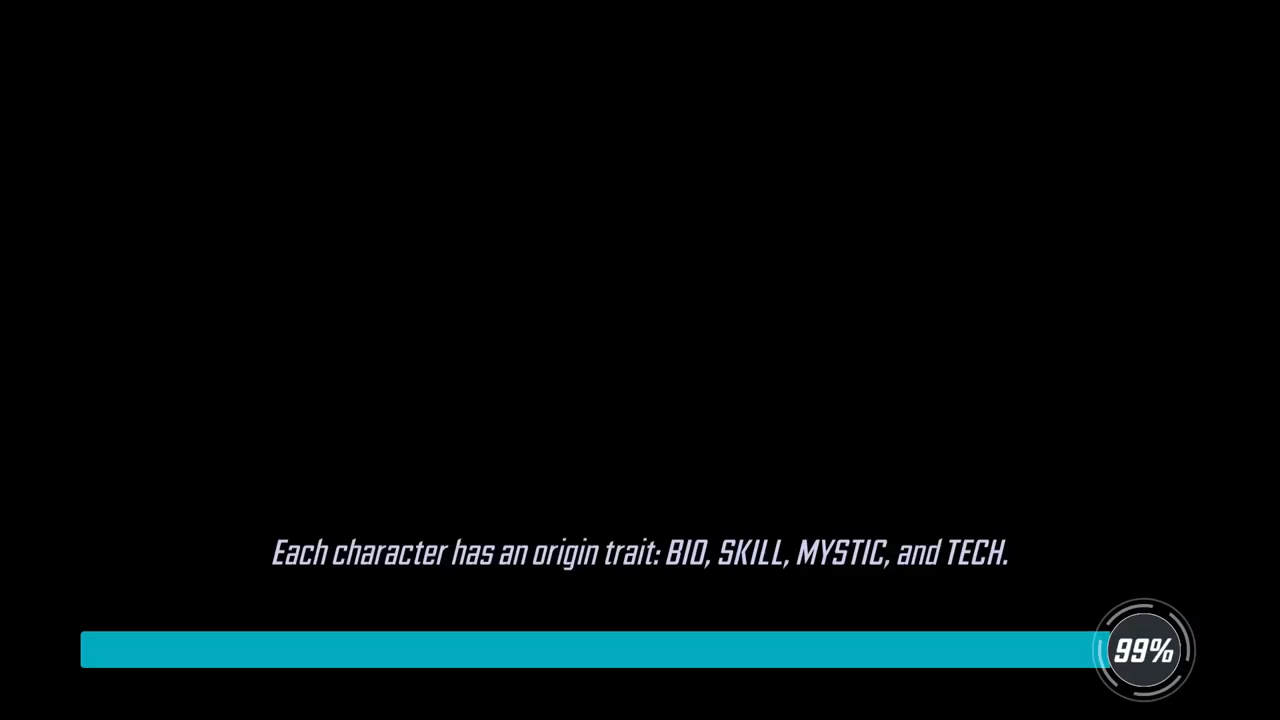 Each character has an origin trait: BIO, SKILL, MYSTIC, and TECH.
99%